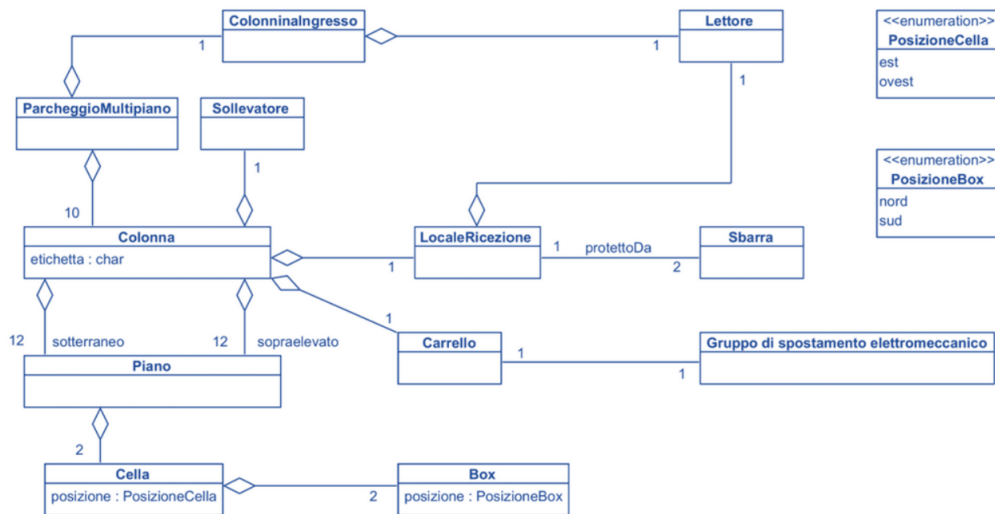 ColonninaIngresso
1
1
Lettore
1
<<enumeration>>
PosizioneCella
est
ovest
ParcheggioMultipiano
Sollevatore
1
<<enumeration>>
PosizioneBox
nord
sud
10
Colonna
etichetta : char
1
LocaleRicezione
1
protettoDa
2
Sbarra
12
sotterraneo
12
sopraelevato
1
Carrello
1
1
Gruppo di spostamento elettromeccanico
Piano
2
Cella
posizione : PosizioneCella
2
Box
posizione : PosizioneBox